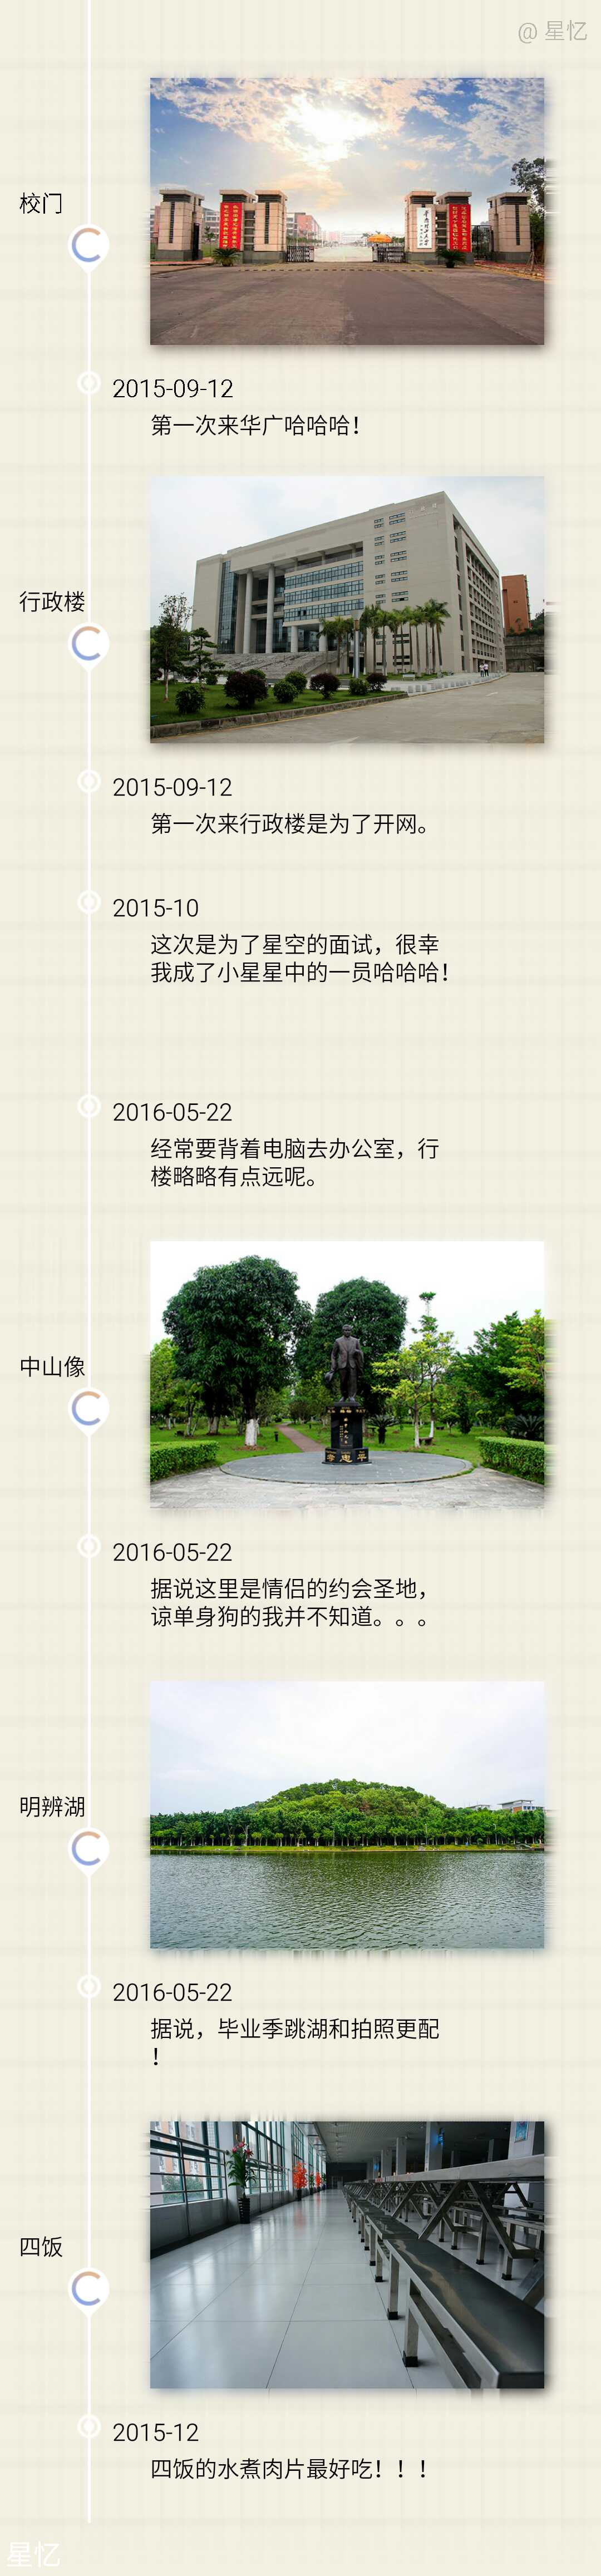 @ 星忆
校门
2015-09-12
第一次来华广哈哈哈！
行政楼
2015-09-12
第一次来行政楼是为了开网。
2015-10
这次是为了星空的面试，很幸
我成了小星星中的一员哈哈哈！
2016-05-22
经常要背着电脑去办公室，行
楼略略有点远呢。
中山像
2016-05-22
据说这里是情侣的约会圣地，
谅单身狗的我并不知道。。。
明辨湖
2016-05-22
据说，毕业季跳湖和拍照更配
！
四饭
2015-12
四饭的水煮肉片最好吃！！！
星忆